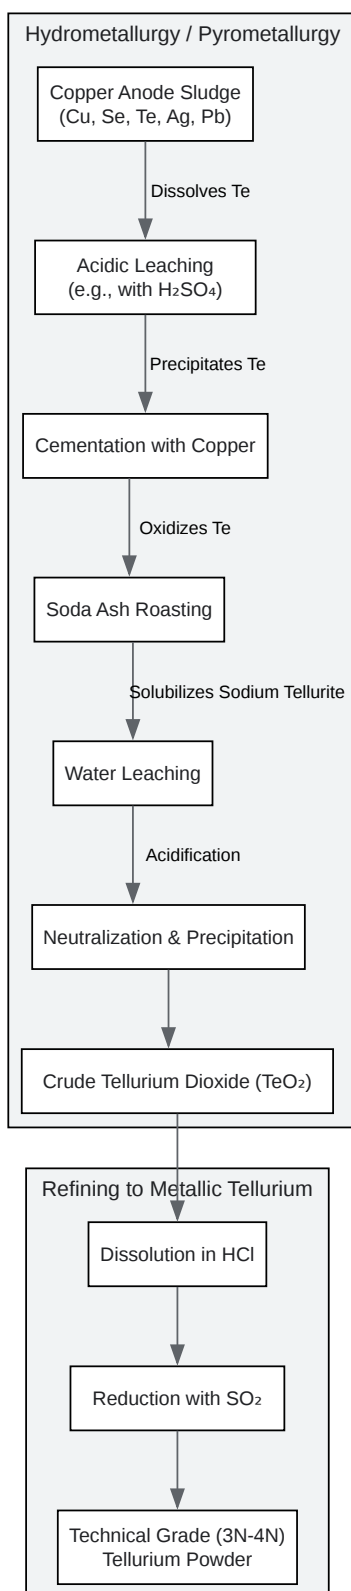 Hydrometallurgy / Pyrometallurgy
Copper Anode Sludge
(Cu, Se, Te, Ag, Pb)
Dissolves Te
Acidic Leaching
(e.g., with H₂SO₄)
Precipitates Te
Cementation with Copper
Oxidizes Te
Soda Ash Roasting
Solubilizes Sodium Tellurite
Water Leaching
Acidification
Neutralization & Precipitation
Crude Tellurium Dioxide (TeO₂)
Refining to Metallic Tellurium
Dissolution in HCl
Reduction with SO₂
Technical Grade (3N-4N)
Tellurium Powder